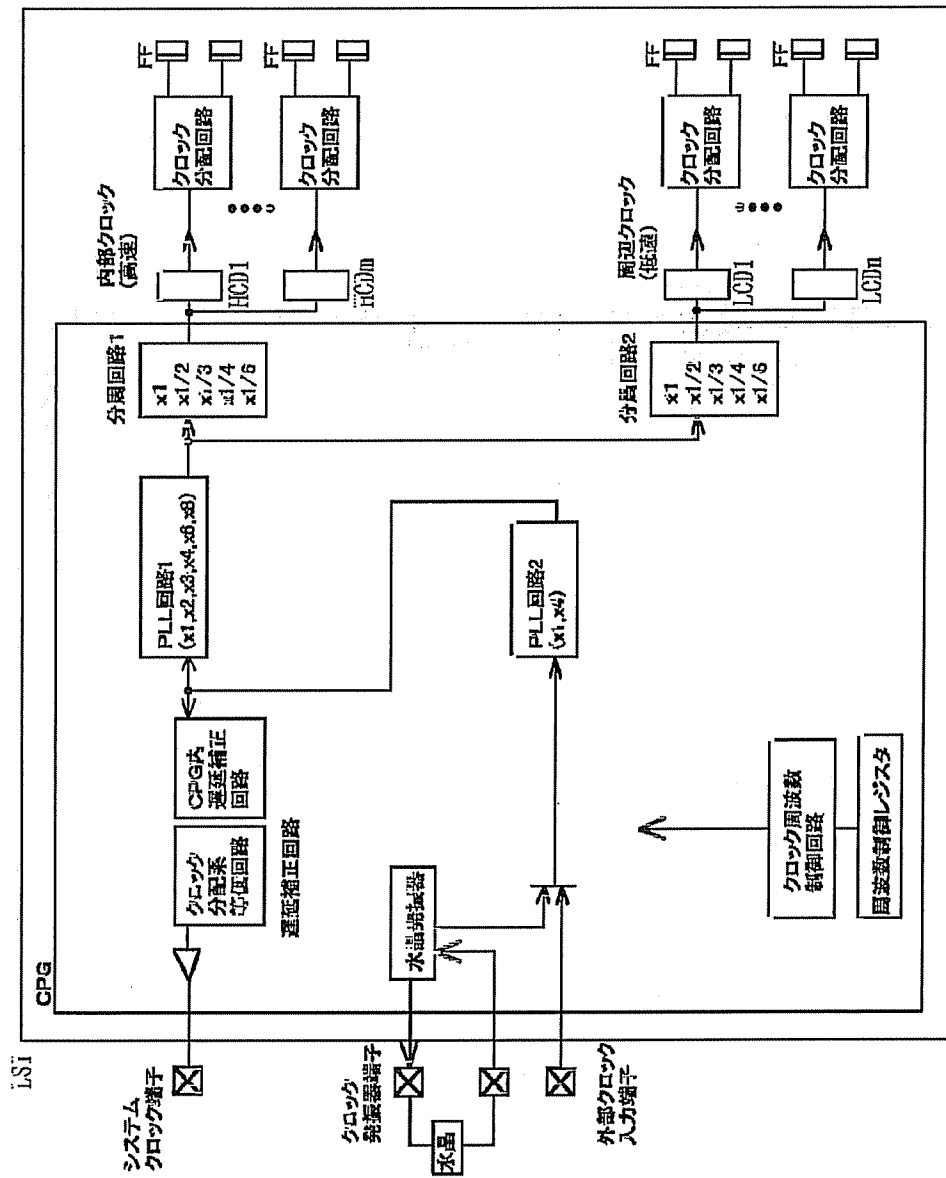 LSI
CPG
システム
クロック端子
クロック
分配系
等価回路
CPG内
遅延補正
回路
遅延補正回路
PLL回路1
(x1,x2,x3,x4,x6,x8)
分周回路1
x1
x1/2
x1/3
x1/4
x1/6
内部クロック
(高速)
HCD1
HCDm
クロック
分配回路
FF
クロック
分配回路
FF
クロック
発振器端子
水晶
水晶発振器
外部クロック
入力端子
PLL回路2
(x1,x4)
クロック周波数
制御回路
周波数制御レジスタ
分周回路2
x1
x1/2
x1/3
x1/4
x1/6
周辺クロック
(低速)
LCD1
LCDn
クロック
分配回路
FF
クロック
分配回路
FF